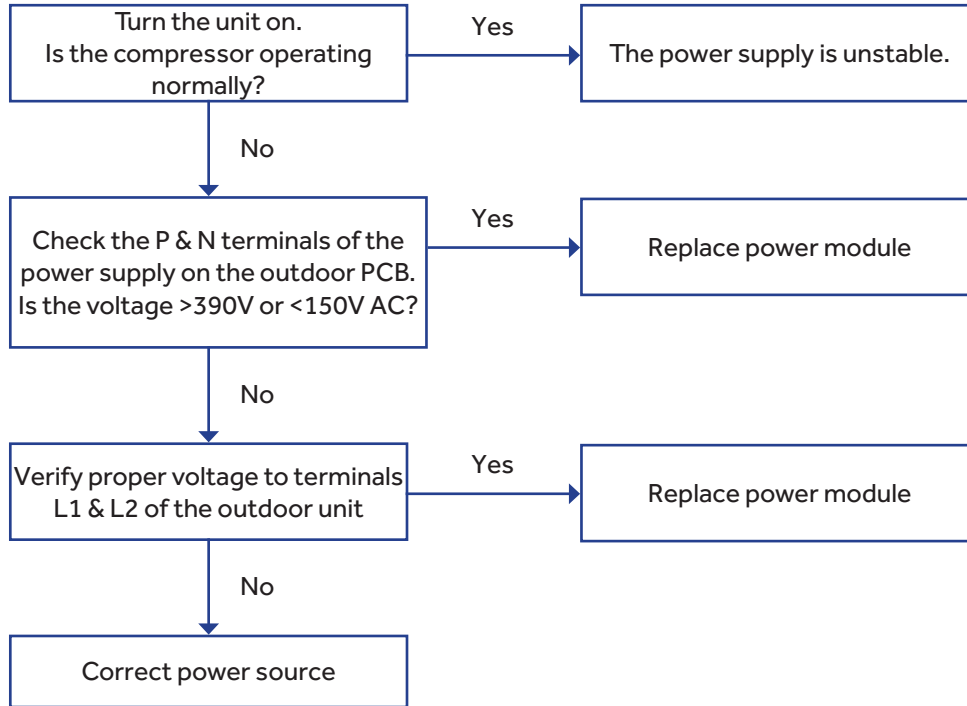 Turn the unit on.
Is the compressor operating
normally?
Yes
The power supply is unstable.
No
Check the P & N terminals of the
power supply on the outdoor PCB.
Is the voltage >390V or <150V AC?
Yes
Replace power module
No
Verify proper voltage to terminals
L1 & L2 of the outdoor unit
Yes
Replace power module
No
Correct power source